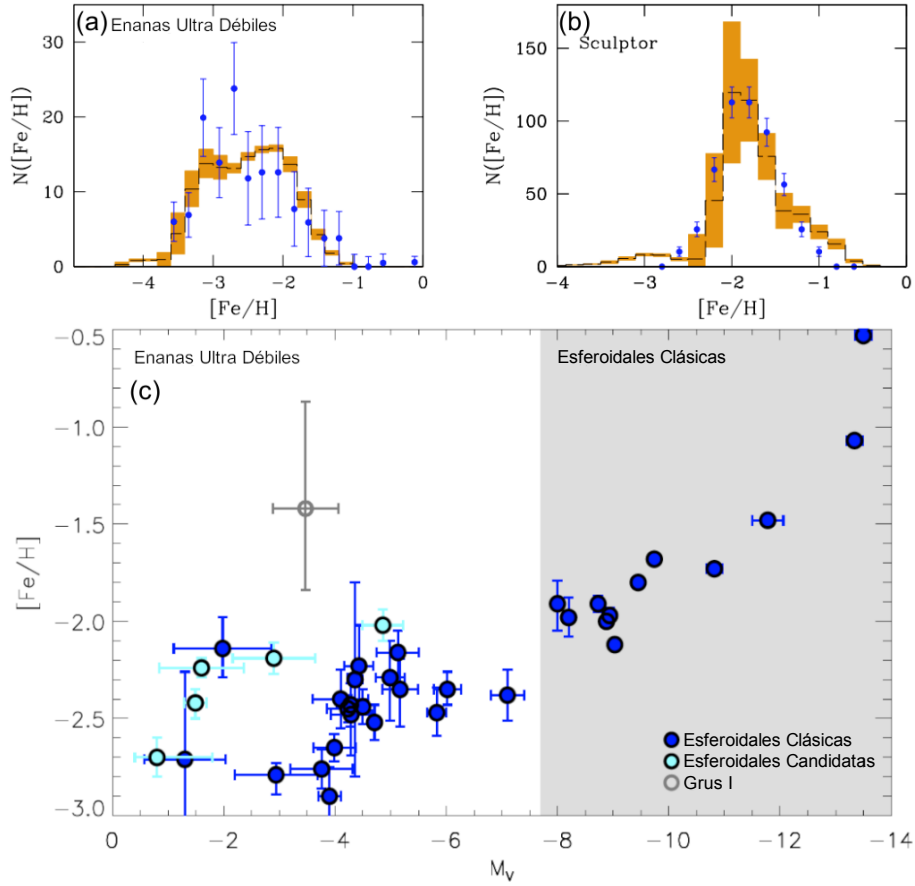 (a) Enanas Ultra Débiles
N([Fe/H])
30
20
10
0
−4 −3 −2 −1 0
[Fe/H]
(b)
Sculptor
N([Fe/H])
150
100
50
0
−4 −3 −2 −1 0
[Fe/H]
Enanas Ultra Débiles
(c)
Esferoidales Clásicas
[Fe/H]
−0.5
−1.0
−1.5
−2.0
−2.5
−3.0
Esferoidales Clásicas
Esferoidales Candidatas
Grus I
0 −2 −4 −6 −8 −10 −12 −14
Mv